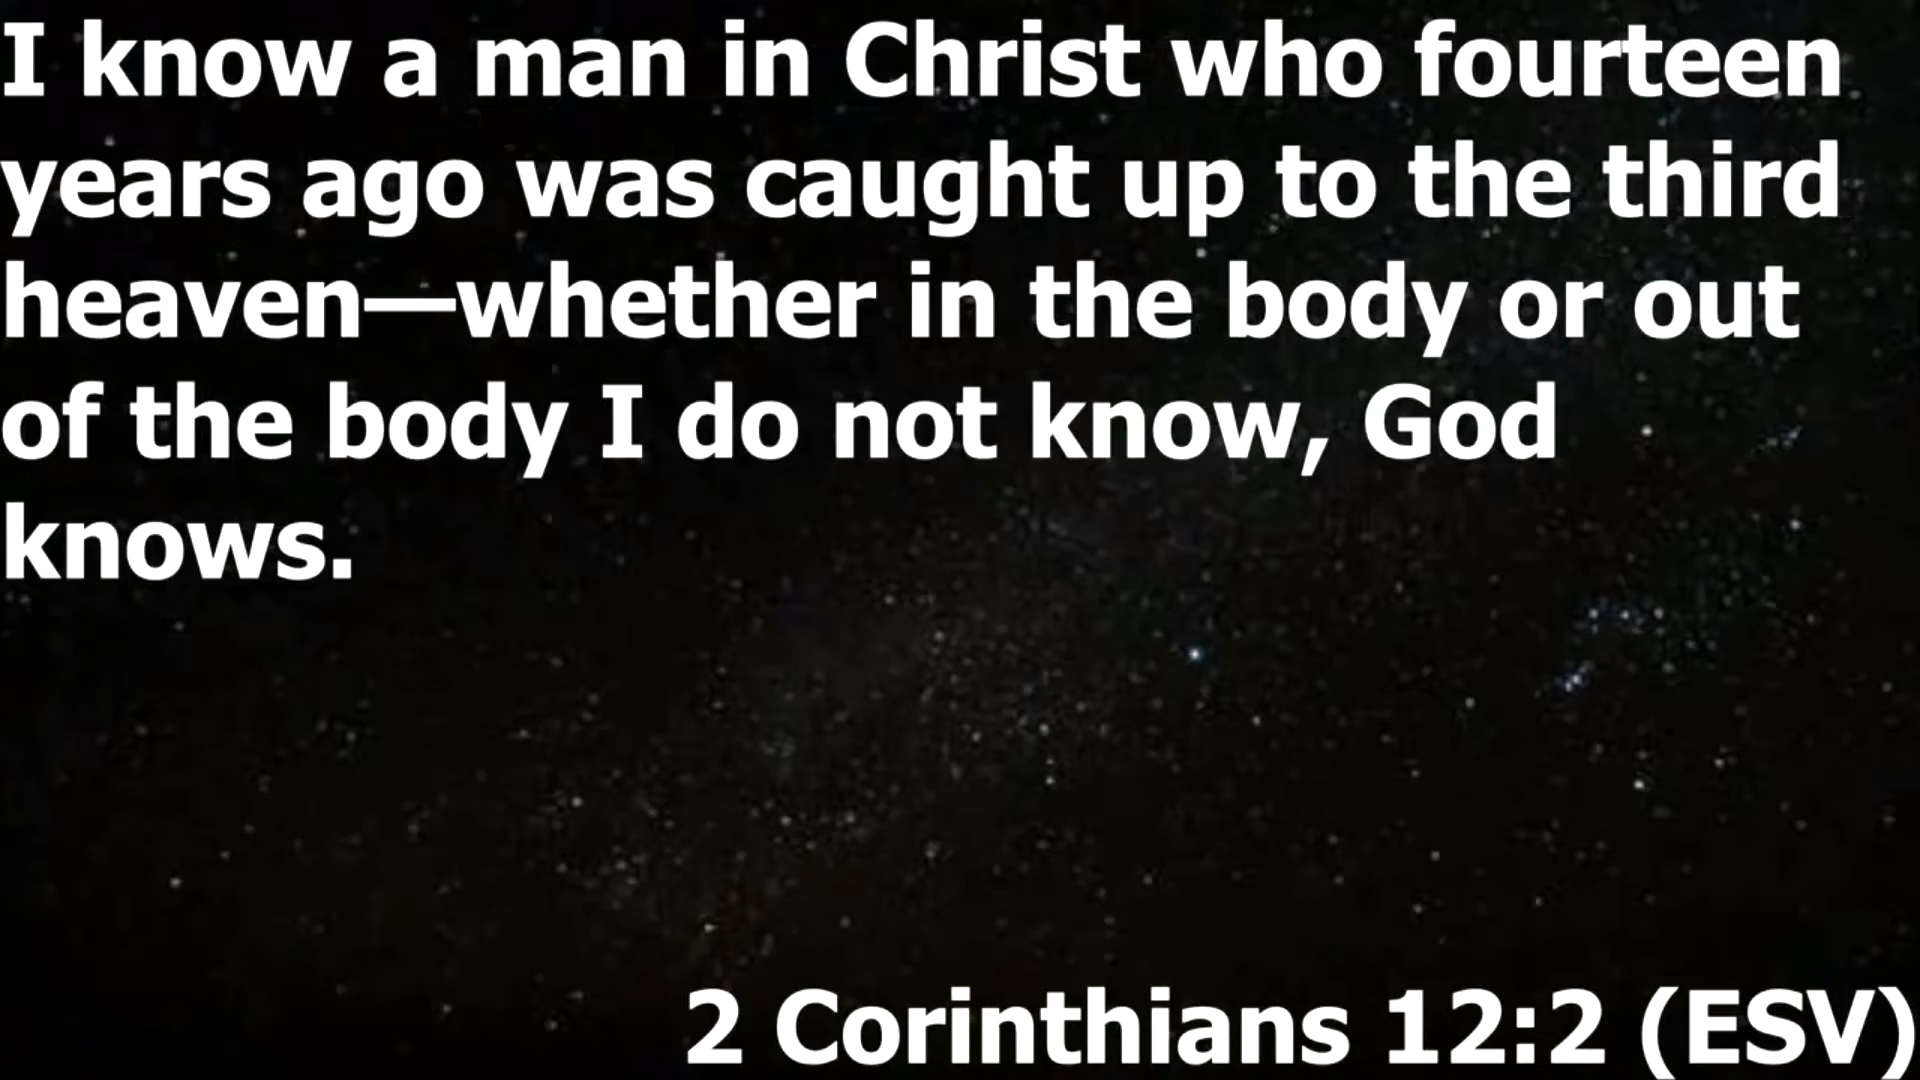 I know a man in Christ who fourteen
years ago was caught up to the third
heaven—whether in the body or out
of the body I do not know, God
knows.
2 Corinthians 12:2 (ESV)